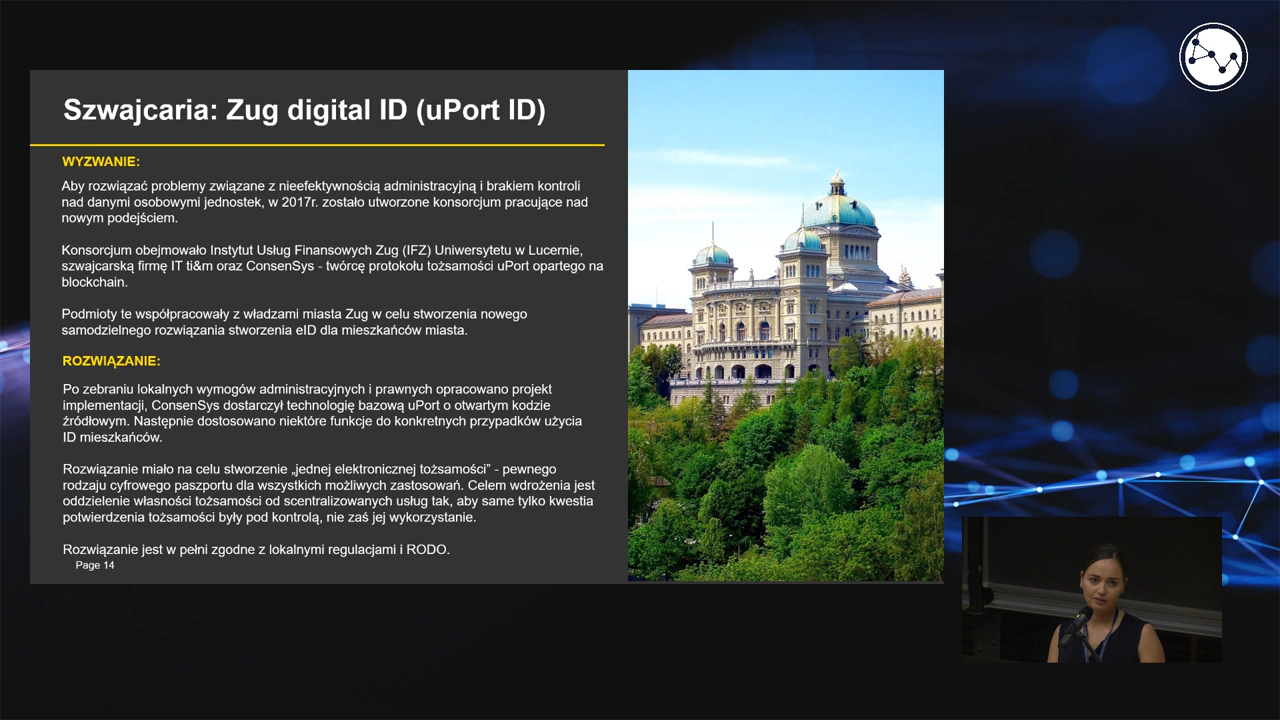 Szwajcaria: Zug digital ID (uPort ID)
WYZWANIE:
Aby rozwiązać problemy związane z nieefektywnością administracyjną i brakiem kontroli
nad danymi osobowymi jednostek, w 2017r. zostało utworzone konsorcjum pracujące nad
nowym podejściem.
Konsorcjum obejmowało Instytut Usług Finansowych Zug (IFZ) Uniwersytetu w Lucernie,
szwajcarską firmę IT ti&m oraz ConsenSys - twórcę protokołu tożsamości uPort opartego na
blockchain.
Podmioty te współpracowały z władzami miasta Zug w celu stworzenia nowego
samodzielnego rozwiązania stworzenia eID dla mieszkańców miasta.
ROZWIĄZANIE:
Po zebraniu lokalnych wymogów administracyjnych i prawnych opracowano projekt
implementacji, ConsenSys dostarczył technologię bazową uPort o otwartym kodzie
źródłowym. Następnie dostosowano niektóre funkcje do konkretnych przypadków użycia
ID mieszkańców.
Rozwiązanie miało na celu stworzenie „jednej elektronicznej tożsamości” - pewnego
rodzaju cyfrowego paszportu dla wszystkich możliwych zastosowań. Celem wdrożenia jest
oddzielenie własności tożsamości od scentralizowanych usług tak, aby same tylko kwestia
potwierdzenia tożsamości były pod kontrolą, nie zaś jej wykorzystanie.
Rozwiązanie jest w pełni zgodne z lokalnymi regulacjami i RODO.
Page 14